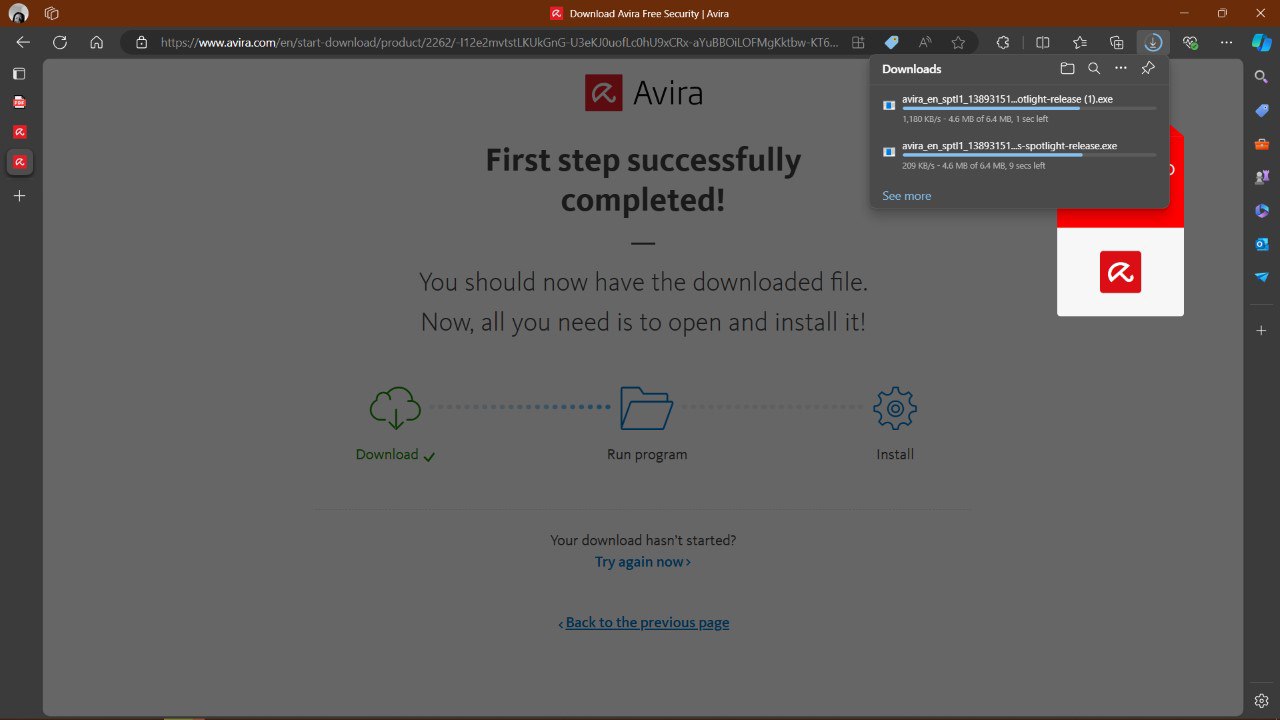 Download Avira Free Security | Avira
https://www.avira.com/en/start-download/product/2262/-I12e2mvtstLKUkGnG-U3eKJ0uofLc0hU9xCRx-aYuBBOiLOFMgKktbw-KT6...
Downloads
avira_en_sptl1_13893151...otlight-release (1).exe
1,180 KB/s - 4.6 MB of 6.4 MB, 1 sec left
avira_en_sptl1_13893151...s-spotlight-release.exe
209 KB/s - 4.6 MB of 6.4 MB, 9 secs left
See more
Avira
First step successfully
completed!
You should now have the downloaded file.
Now, all you need is to open and install it!
Download
Run program
Install
Your download hasn't started?
Try again now ›
‹ Back to the previous page